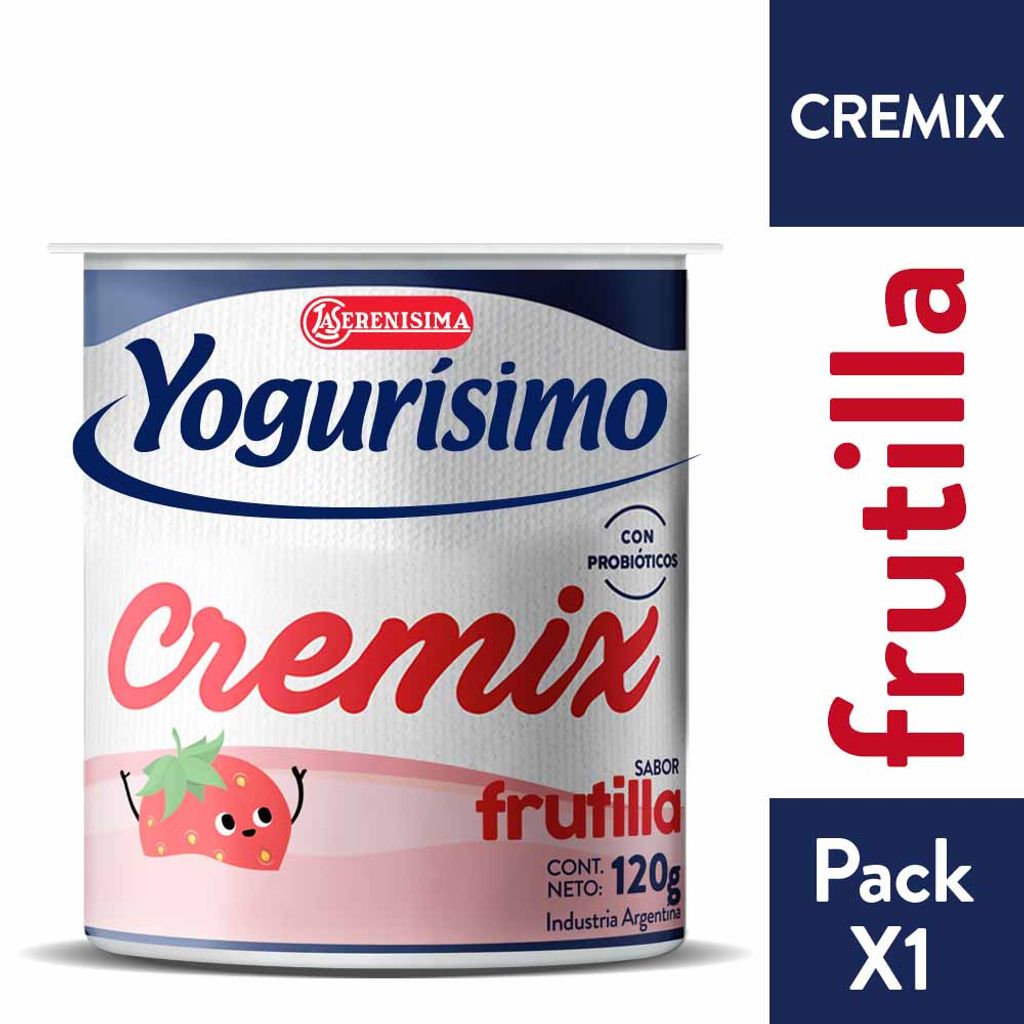 LA SERENISIMA
Yogurísimo
CON
PROBIÓTICOS
Cremix
SABOR
frutilla
CONT.
NETO: 120g
Industria Argentina
CREMIX
frutilla
Pack
X1